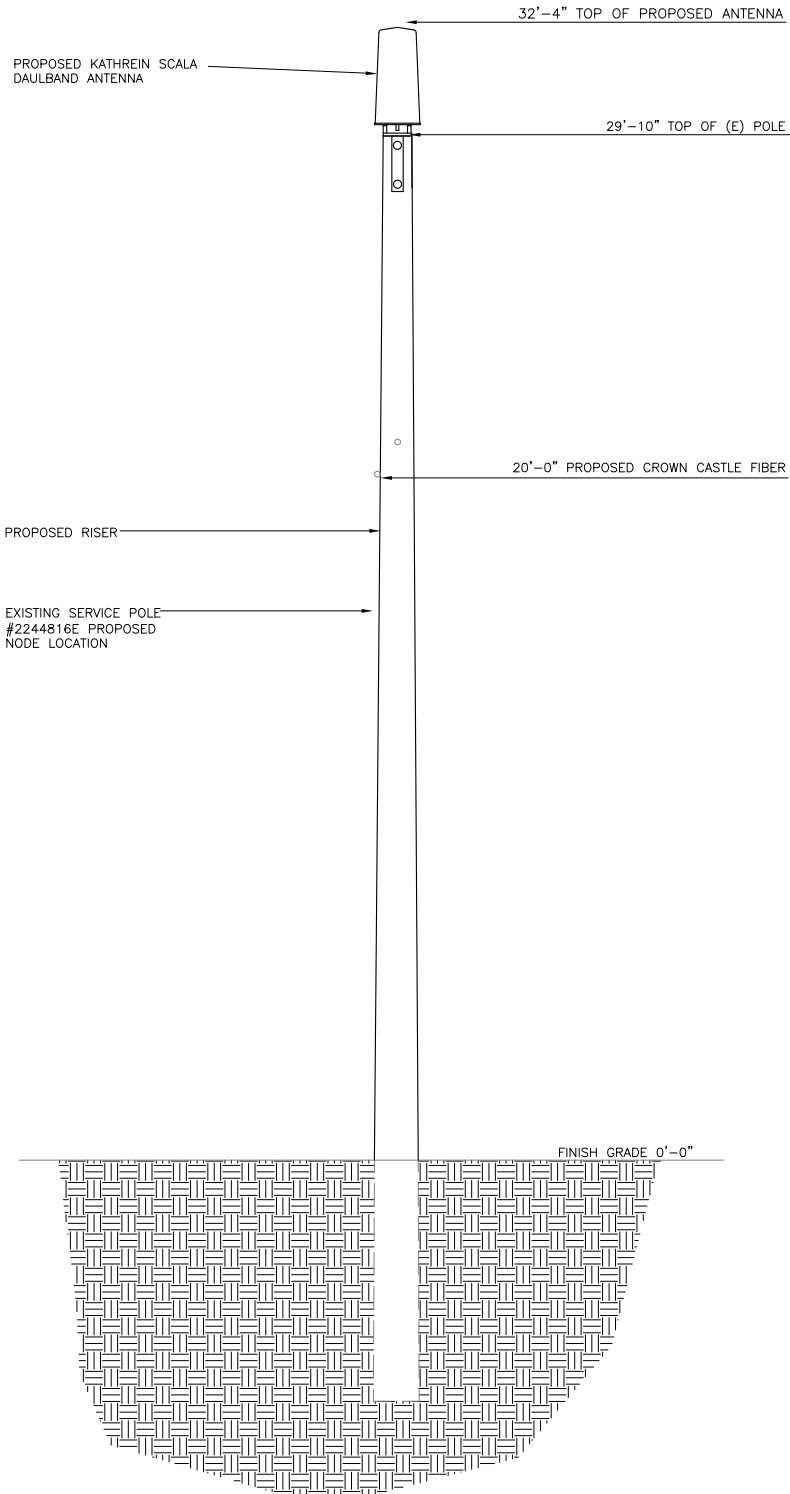 32'-4" TOP OF PROPOSED ANTENNA
PROPOSED KATHREIN SCALA
DAULBAND ANTENNA
29'-10" TOP OF (E) POLE
20'-0" PROPOSED CROWN CASTLE FIBER
PROPOSED RISER
EXISTING SERVICE POLE
#2244816E PROPOSED
NODE LOCATION
FINISH GRADE 0'-0"